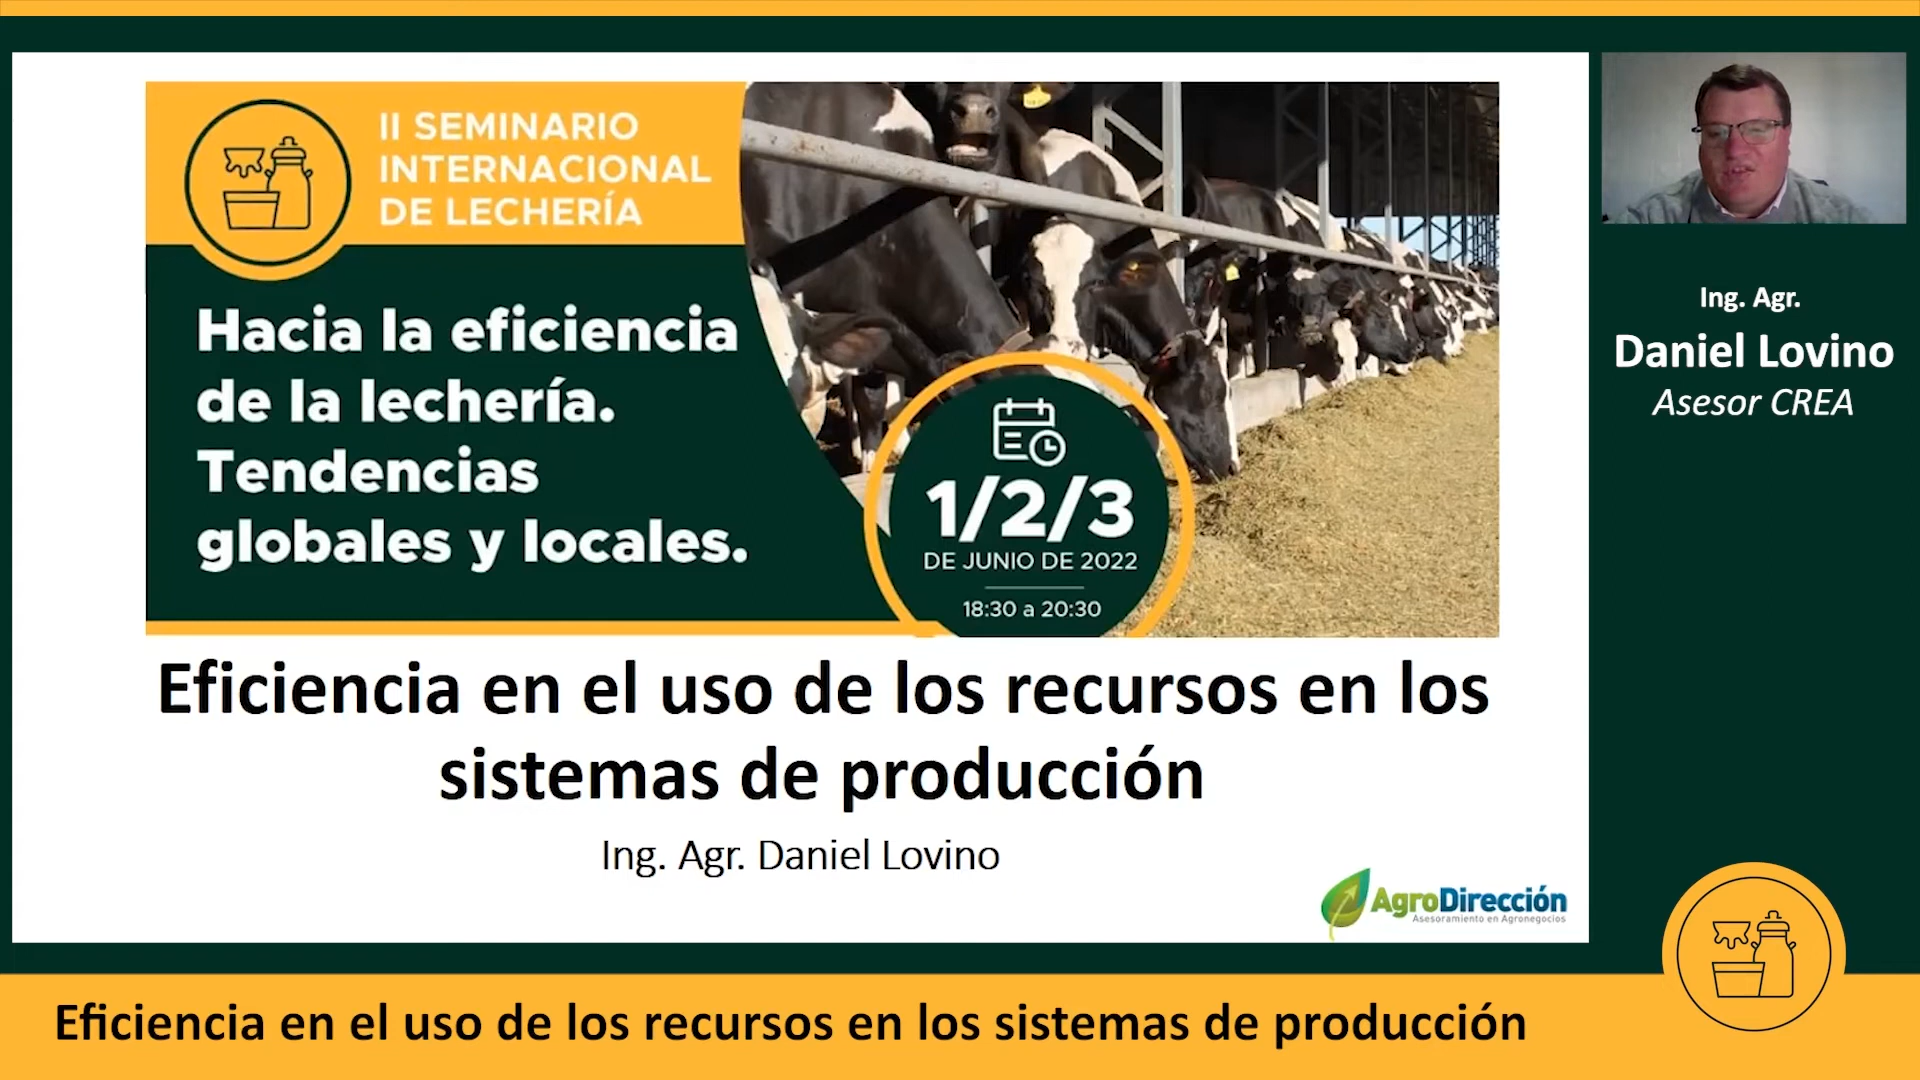 II SEMINARIO
INTERNACIONAL
DE LECHERÍA
Hacia la eficiencia
de la lechería.
Tendencias
globales y locales.
1/2/3
DE JUNIO DE 2022
18:30 a 20:30
Eficiencia en el uso de los recursos en los
sistemas de producción
Ing. Agr. Daniel Lovino
AgroDirección
Asesoramiento en Agronegocios
Ing. Agr.
Daniel Lovino
Asesor CREA
Eficiencia en el uso de los recursos en los sistemas de producción